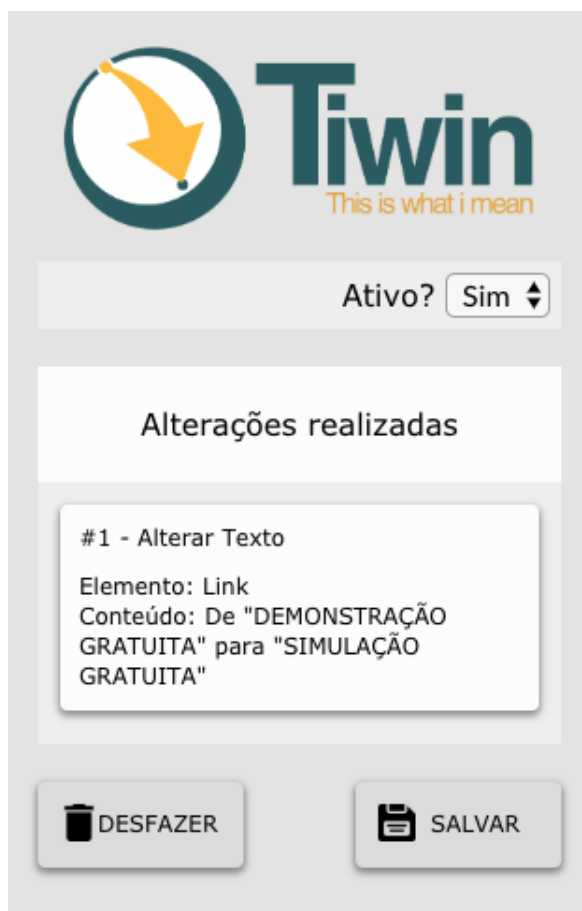 Tiwin
This is what i mean
Ativo? Sim
Alterações realizadas
#1 - Alterar Texto
Elemento: Link
Conteúdo: De "DEMONSTRAÇÃO
GRATUITA" para "SIMULAÇÃO
GRATUITA"
DESFAZER
SALVAR